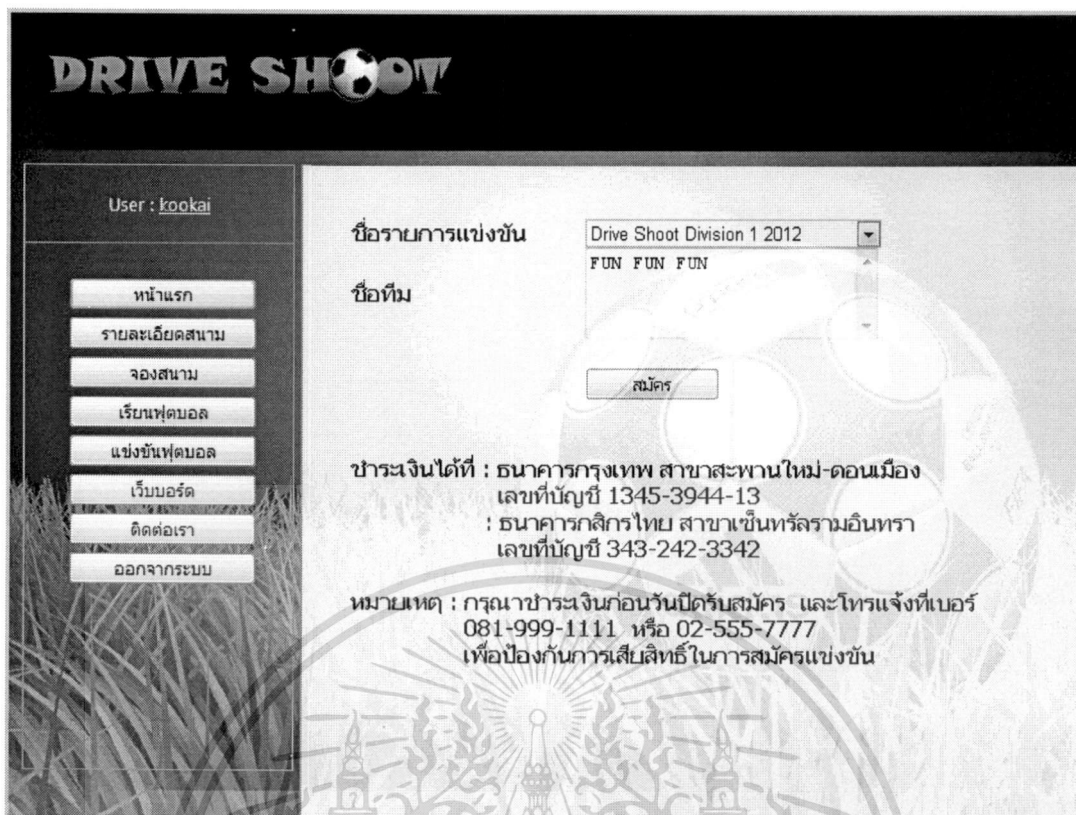 DRIVE SHOOT
User : kookai
หน้าแรก
รายละเอียดสนาม
จองสนาม
เรียนฟุตบอล
แข่งขันฟุตบอล
เว็บบอร์ด
ติดต่อเรา
ออกจากระบบ
ชื่อรายการแข่งขัน Drive Shoot Division 1 2012
ชื่อทีม FUN FUN FUN
สมัคร
ชำระเงินได้ที่ : ธนาคารกรุงเทพ สาขาสะพานใหม่-ดอนเมือง
เลขที่บัญชี 1345-3944-13
: ธนาคารกสิกรไทย สาขาเซ็นทรัลรามอินทรา
เลขที่บัญชี 343-242-3342
หมายเหตุ : กรุณาชำระเงินก่อนวันปิดรับสมัคร และโทรแจ้งที่เบอร์
081-999-1111 หรือ 02-555-7777
เพื่อป้องกันการเสียสิทธิ์ในการสมัครแข่งขัน